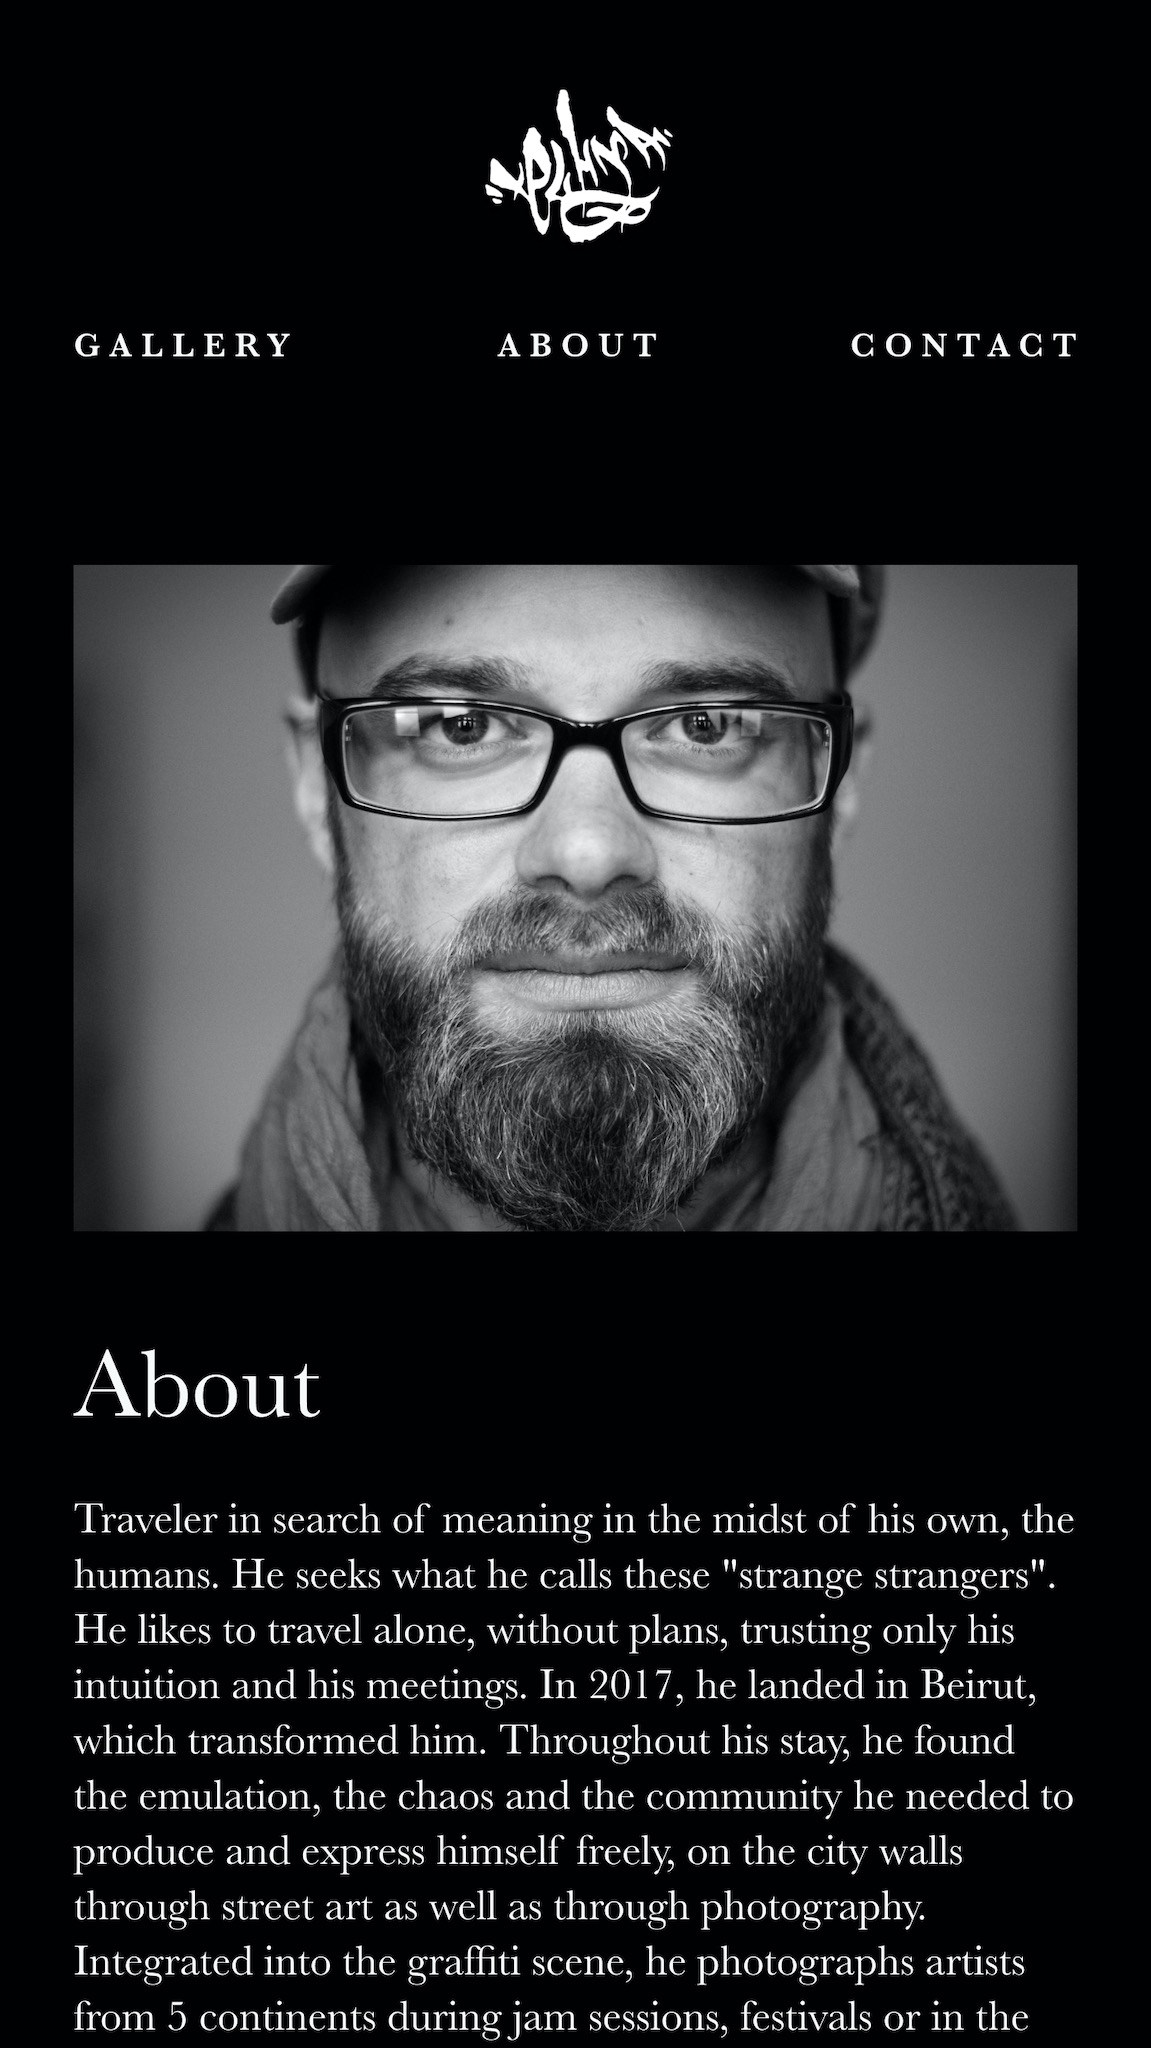 GALLERY ABOUT CONTACT
About
Traveler in search of meaning in the midst of his own, the
humans. He seeks what he calls these "strange strangers".
He likes to travel alone, without plans, trusting only his
intuition and his meetings. In 2017, he landed in Beirut,
which transformed him. Throughout his stay, he found
the emulation, the chaos and the community he needed to
produce and express himself freely, on the city walls
through street art as well as through photography.
Integrated into the graffiti scene, he photographs artists
from 5 continents during jam sessions, festivals or in the